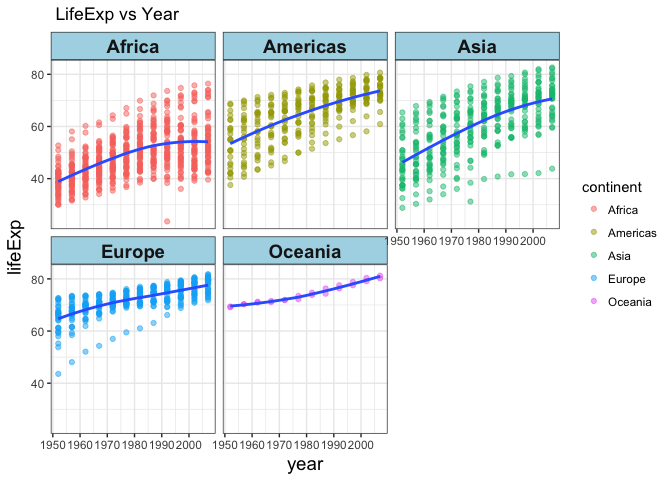 LifeExp vs Year
Africa Americas Asia
80
60
40
1950 1960 1970 1980 1990 2000
continent
Africa
Americas
Asia
Europe
Oceania
lifeExp
Europe Oceania
80
60
40
1950 1960 1970 1980 1990 2000 1950 1960 1970 1980 1990 2000
year